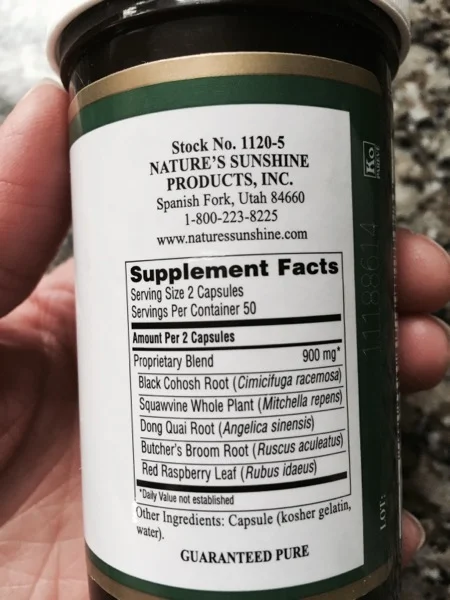 Stock No. 1120-5
NATURE'S SUNSHINE
PRODUCTS, INC.
Spanish Fork, Utah 84660
1-800-223-8225
www.naturessunshine.com
Supplement Facts
Serving Size 2 Capsules
Servings Per Container 50
Amount Per 2 Capsules
Proprietary Blend 900 mg*
Black Cohosh Root (Cimicifuga racemosa)
Squawvine Whole Plant (Mitchella repens)
Dong Quai Root (Angelica sinensis)
Butcher's Broom Root (Ruscus aculeatus)
Red Raspberry Leaf (Rubus idaeus)
*Daily Value not established
Other Ingredients: Capsule (kosher gelatin,
water).
GUARANTEED PURE
KO
PAREVE
LOT: